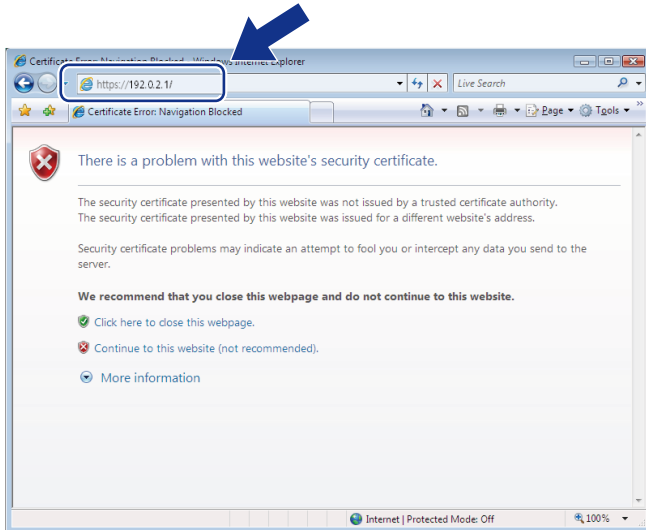 Certificate Error: Navigation Blocked - Windows Internet Explorer
https://192.0.2.1/
Live Search
Certificate Error: Navigation Blocked
Page
Tools
»
There is a problem with this website's security certificate.
The security certificate presented by this website was not issued by a trusted certificate authority.
The security certificate presented by this website was issued for a different website's address.
Security certificate problems may indicate an attempt to fool you or intercept any data you send to the
server.
We recommend that you close this webpage and do not continue to this website.
Click here to close this webpage.
Continue to this website (not recommended).
More information
Internet | Protected Mode: Off
100%